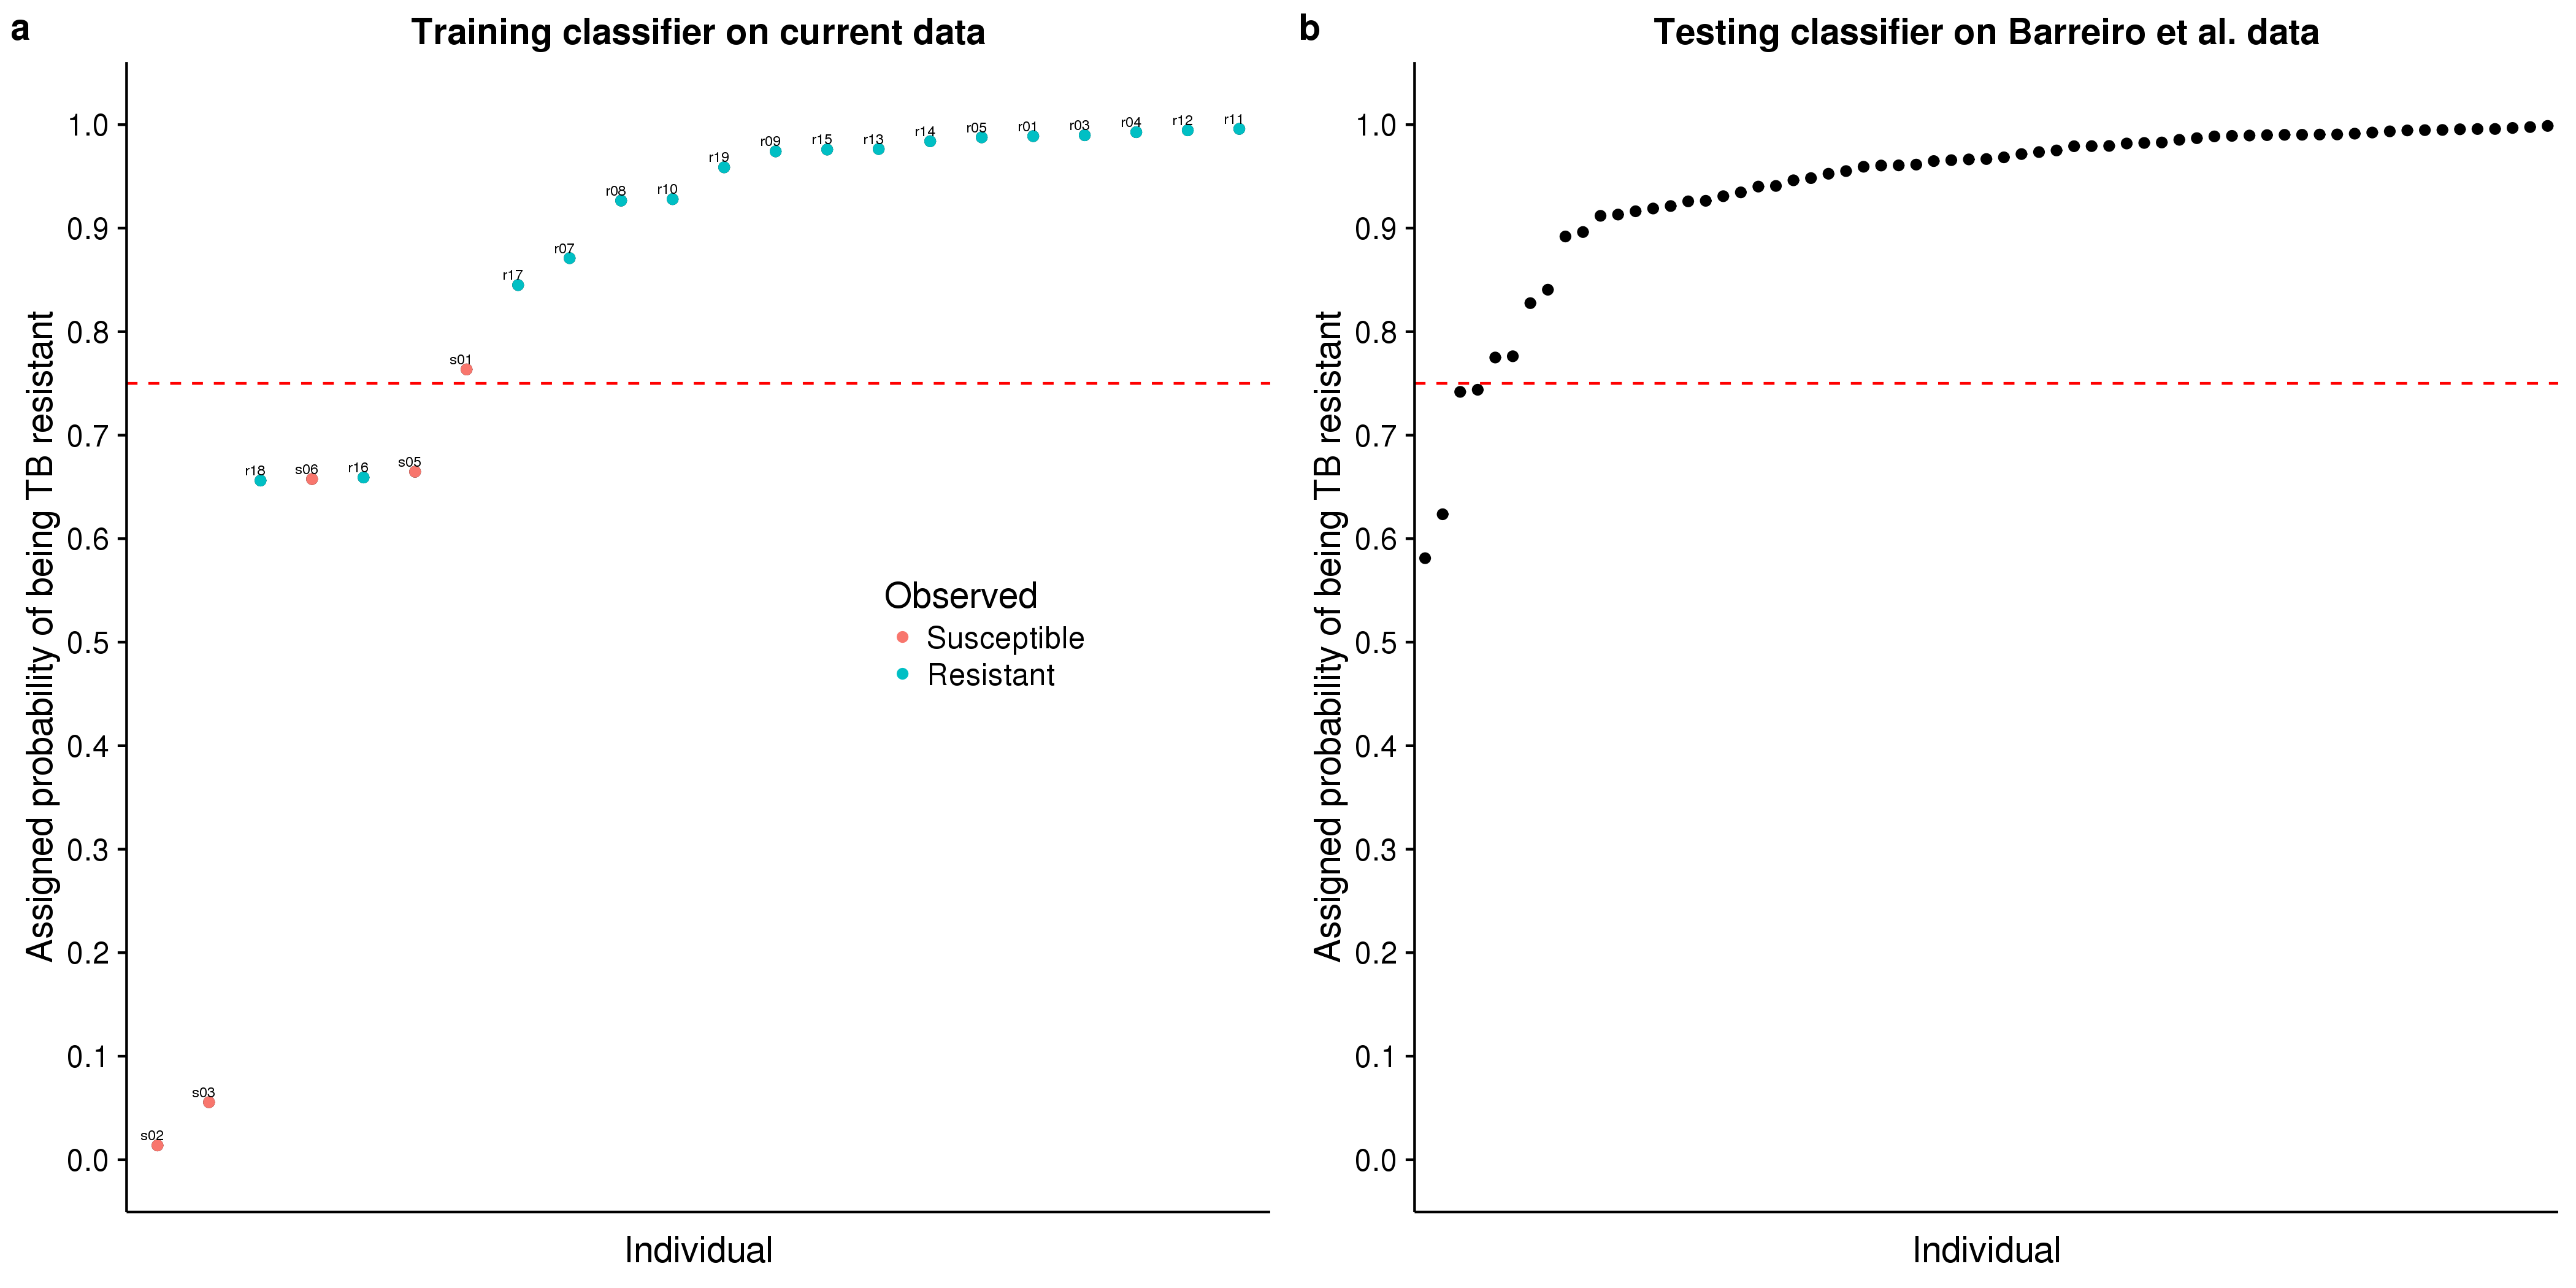 a
Training classifier on current data
Assigned probability of being TB resistant
1.0
0.9
0.8
0.7
0.6
0.5
0.4
0.3
0.2
0.1
0.0
s02
s03
r18
s06
r16
s05
s01
r17
r07
r08
r10
r19
r09
r15
r13
r14
r05
r01
r03
r04
r12
r11
Observed
Susceptible
Resistant
Individual
b
Testing classifier on Barreiro et al. data
Assigned probability of being TB resistant
1.0
0.9
0.8
0.7
0.6
0.5
0.4
0.3
0.2
0.1
0.0
Individual